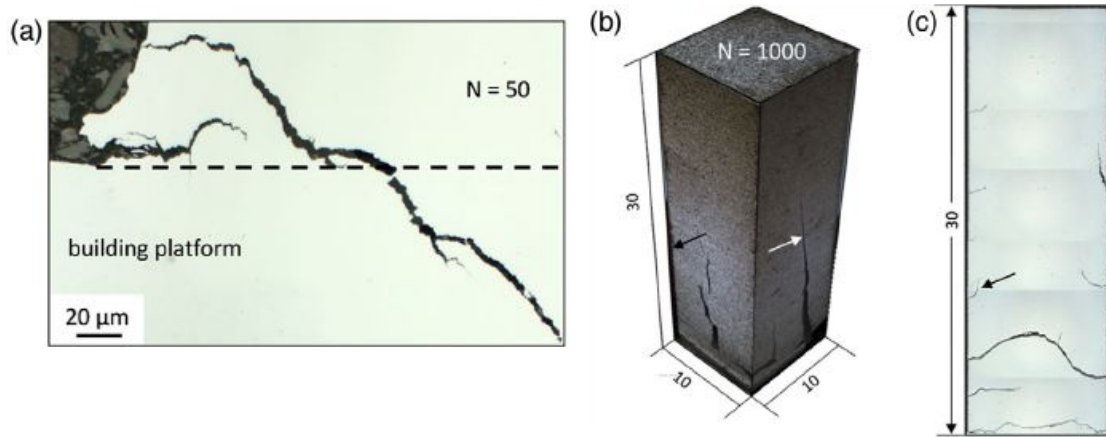 (a)
N = 50
building platform
20 µm
(b)
N = 1000
30
10
10
(c)
30